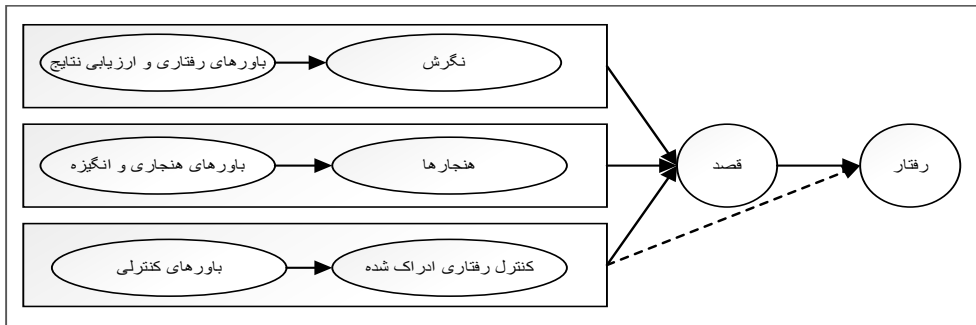 باورهای رفتاری و ارزیابی نتایج
نگرش
باورهای هنجاری و انگیزه
هنجارها
باورهای کنترلی
کنترل رفتاری ادراک شده
قصد
رفتار